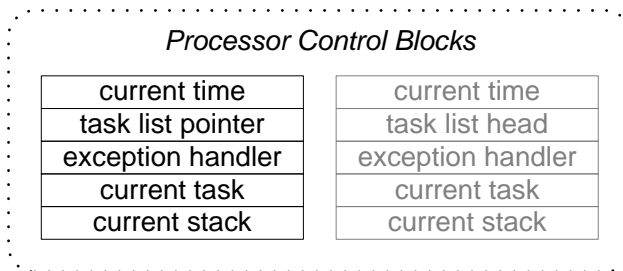 Processor Control Blocks
current time
task list pointer
exception handler
current task
current stack
current time
task list head
exception handler
current task
current stack